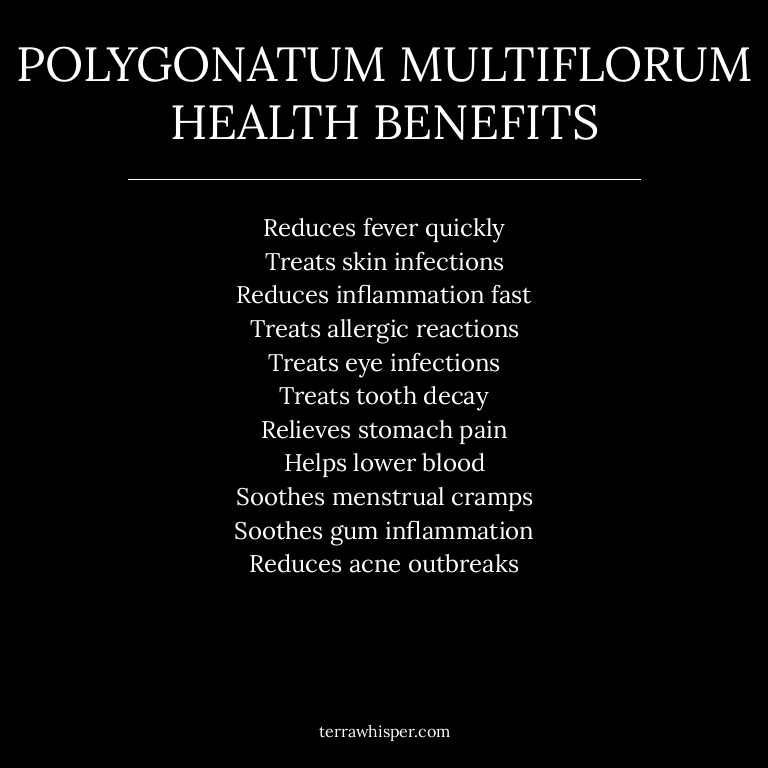 POLYGONATUM MULTIFLORUM
HEALTH BENEFITS
Reduces fever quickly
Treats skin infections
Reduces inflammation fast
Treats allergic reactions
Treats eye infections
Treats tooth decay
Relieves stomach pain
Helps lower blood
Soothes menstrual cramps
Soothes gum inflammation
Reduces acne outbreaks
terrawhisper.com